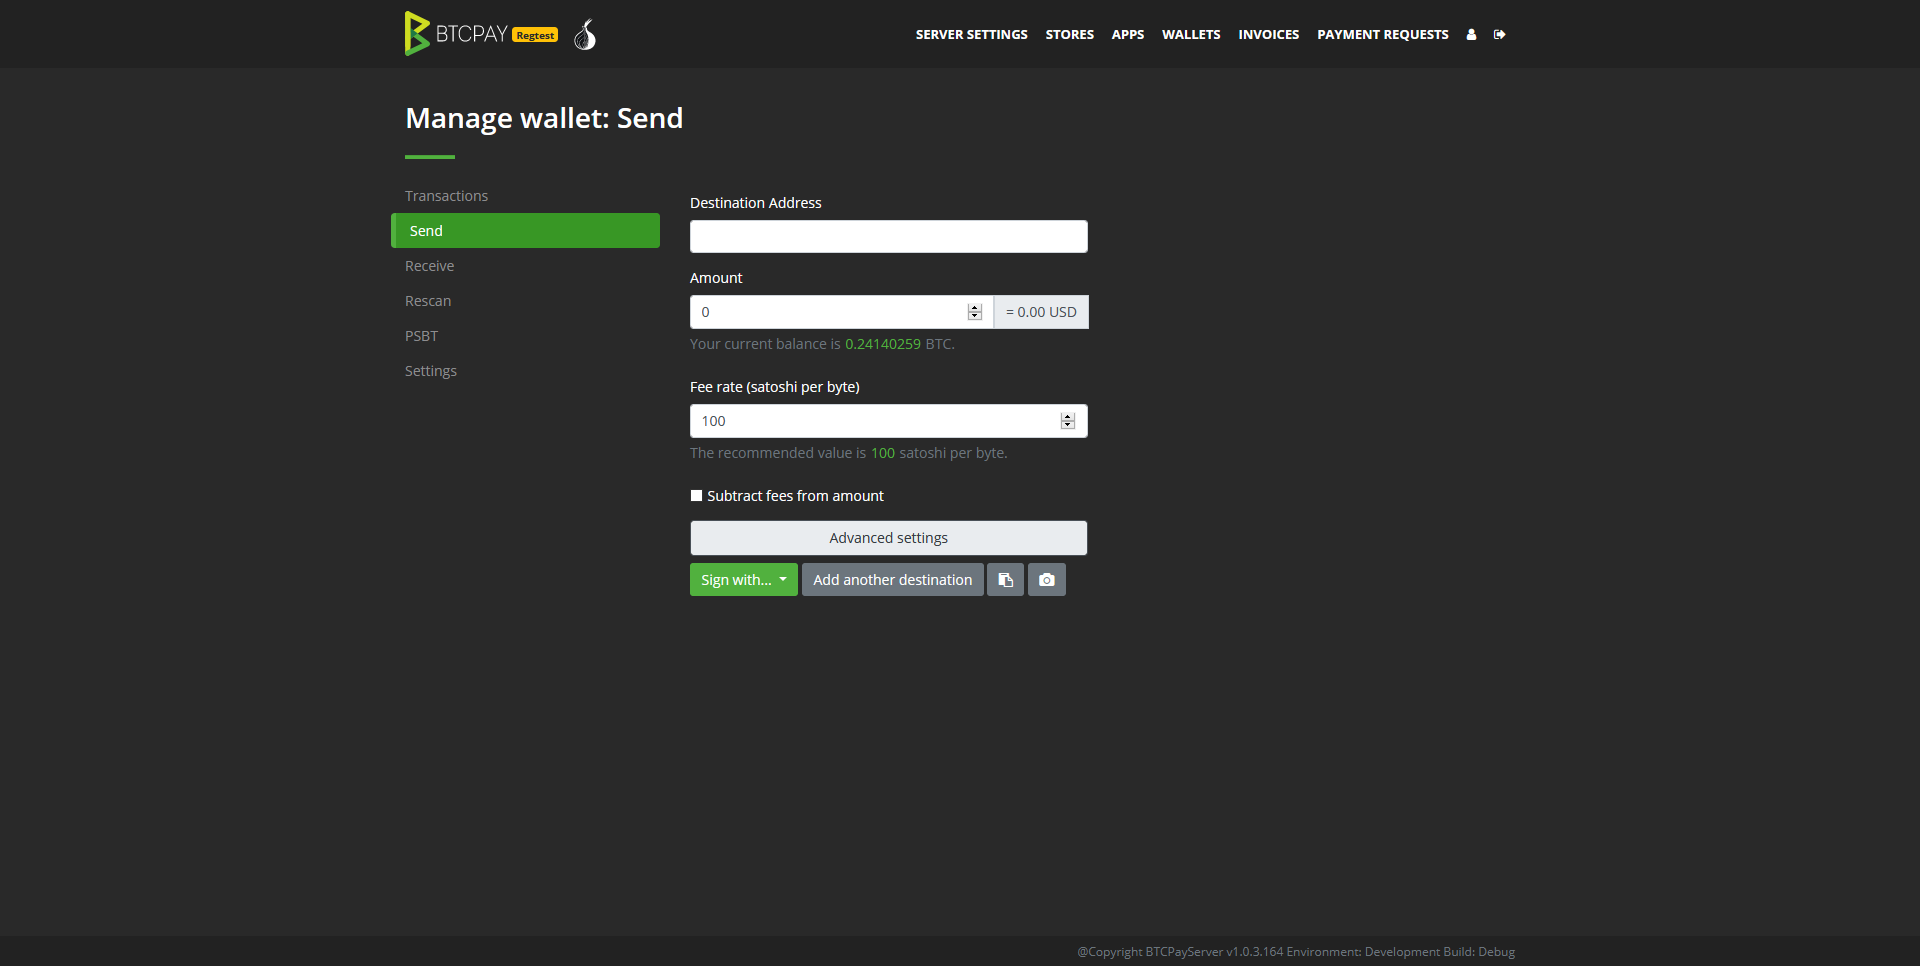 BTCPAY Regtest
SERVER SETTINGS STORES APPS WALLETS INVOICES PAYMENT REQUESTS
Manage wallet: Send
Transactions
Send
Receive
Rescan
PSBT
Settings
Destination Address
Amount
0 = 0.00 USD
Your current balance is 0.24140259 BTC.
Fee rate (satoshi per byte)
100
The recommended value is 100 satoshi per byte.
Subtract fees from amount
Advanced settings
Sign with... Add another destination
@Copyright BTCPayServer v1.0.3.164 Environment: Development Build: Debug